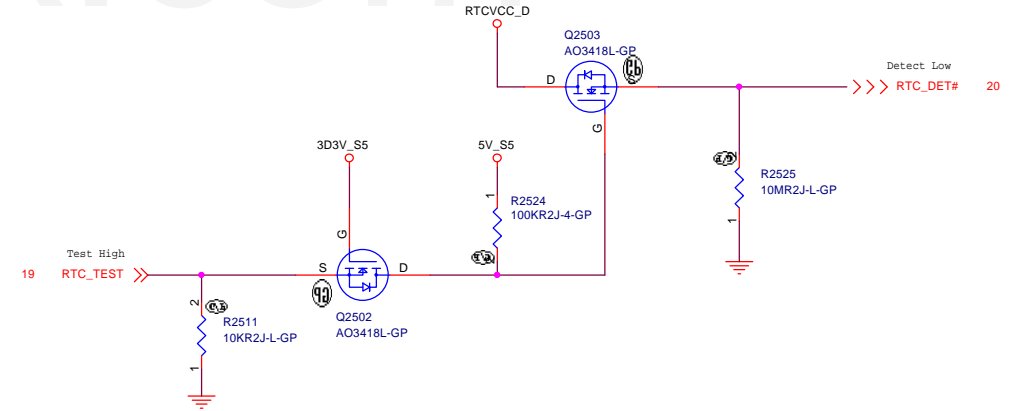 RTCVCC_D
Q2503
AO3418L-GP
D
S
G
Detect Low
RTC_DET#
20
3D3V_S5
5V_S5
1
R2524
100KR2J-4-GP
R2525
10MR2J-L-GP
1
G
Test High
19
RTC_TEST
S
D
Q2502
AO3418L-GP
2
R2511
10KR2J-L-GP
1